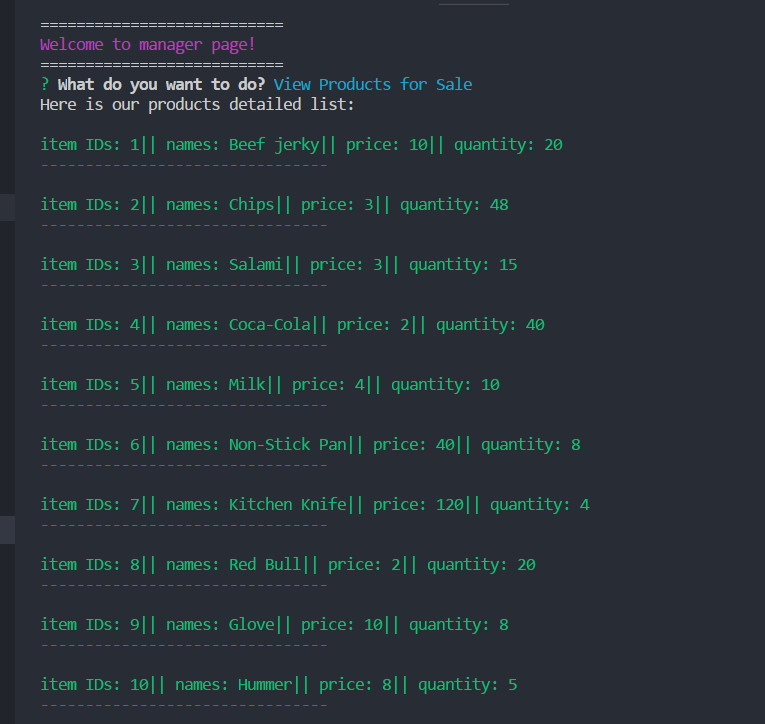 ===========================
Welcome to manager page!
===========================
? What do you want to do? View Products for Sale
Here is our products detailed list:
item IDs: 1|| names: Beef jerky|| price: 10|| quantity: 20
--------------------------------
item IDs: 2|| names: Chips|| price: 3|| quantity: 48
--------------------------------
item IDs: 3|| names: Salami|| price: 3|| quantity: 15
--------------------------------
item IDs: 4|| names: Coca-Cola|| price: 2|| quantity: 40
--------------------------------
item IDs: 5|| names: Milk|| price: 4|| quantity: 10
--------------------------------
item IDs: 6|| names: Non-Stick Pan|| price: 40|| quantity: 8
--------------------------------
item IDs: 7|| names: Kitchen Knife|| price: 120|| quantity: 4
--------------------------------
item IDs: 8|| names: Red Bull|| price: 2|| quantity: 20
--------------------------------
item IDs: 9|| names: Glove|| price: 10|| quantity: 8
--------------------------------
item IDs: 10|| names: Hummer|| price: 8|| quantity: 5
--------------------------------